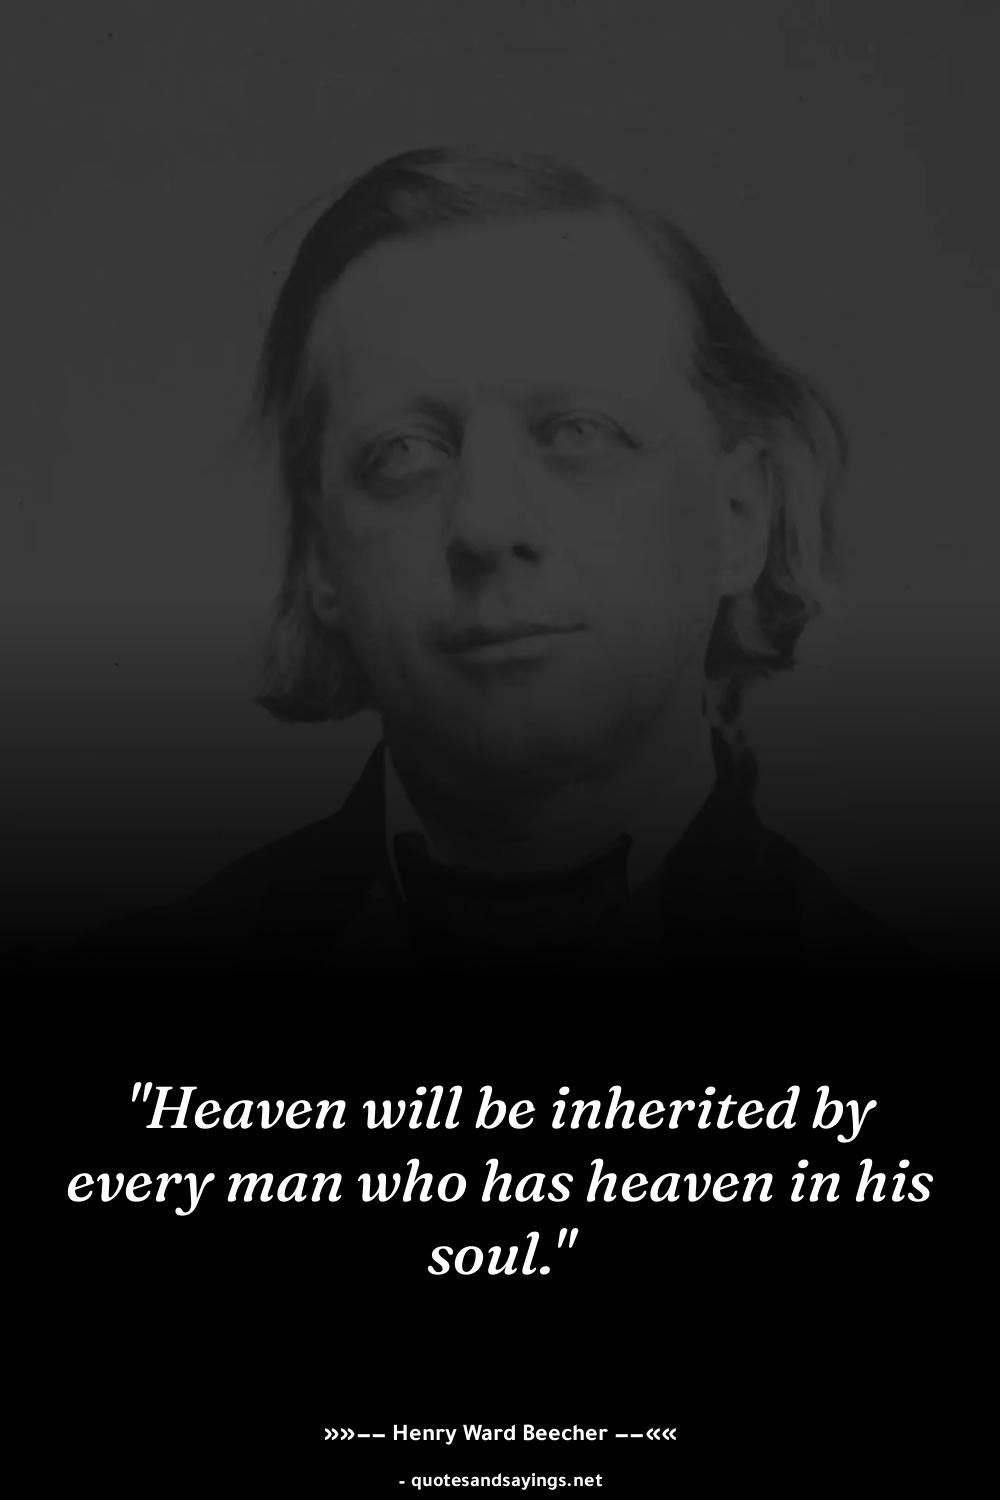 "Heaven will be inherited by
every man who has heaven in his
soul."
»»–– Henry Ward Beecher ––««
- quotesandsayings.net